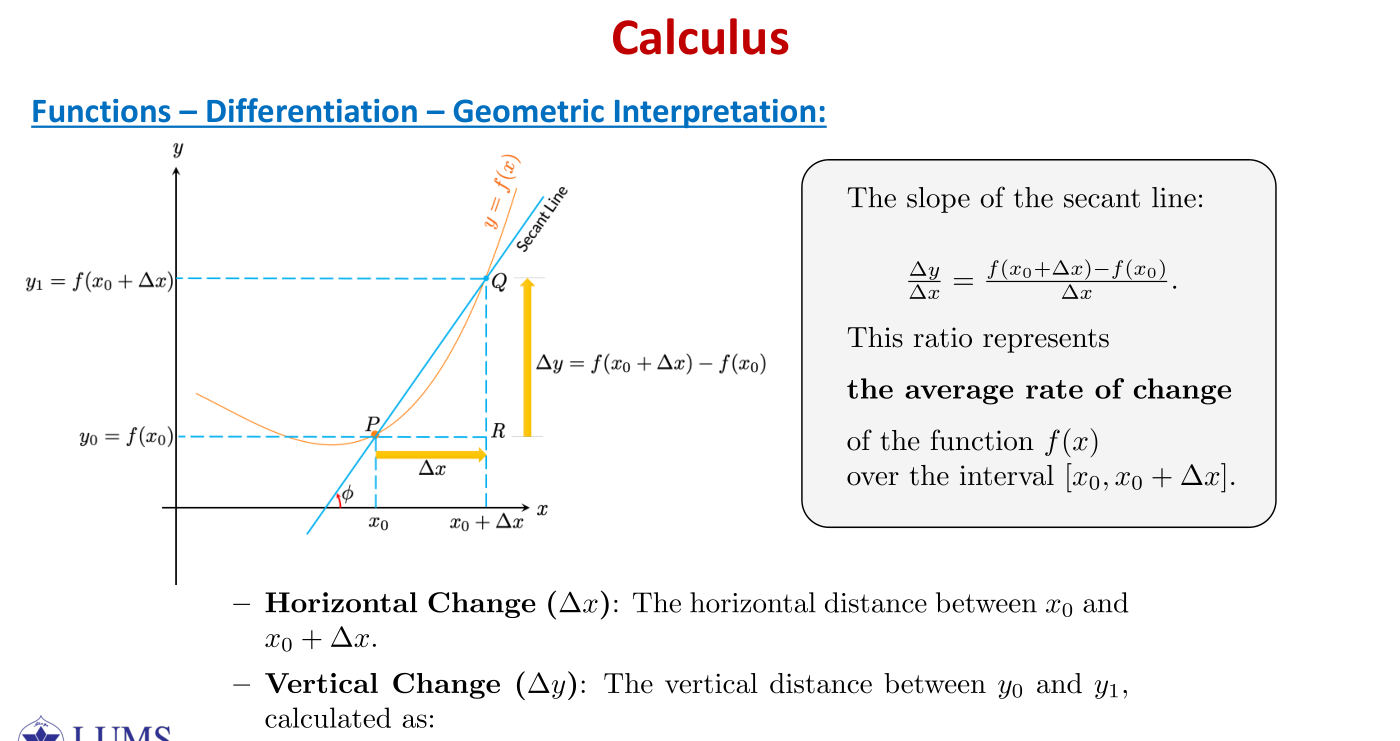 Calculus
Functions – Differentiation – Geometric Interpretation:
y
y = f(x)
Secant Line
y₁ = f(x₀ + Δx)
Q
Δy = f(x₀ + Δx) − f(x₀)
P
R
y₀ = f(x₀)
Δx
ϕ
x
x₀
x₀ + Δx
The slope of the secant line:
Δy/Δx = (f(x₀+Δx)−f(x₀))/Δx.
This ratio represents
the average rate of change
of the function f(x)
over the interval [x₀, x₀ + Δx].
– Horizontal Change (Δx): The horizontal distance between x₀ and
x₀ + Δx.
– Vertical Change (Δy): The vertical distance between y₀ and y₁,
calculated as:
LUMS